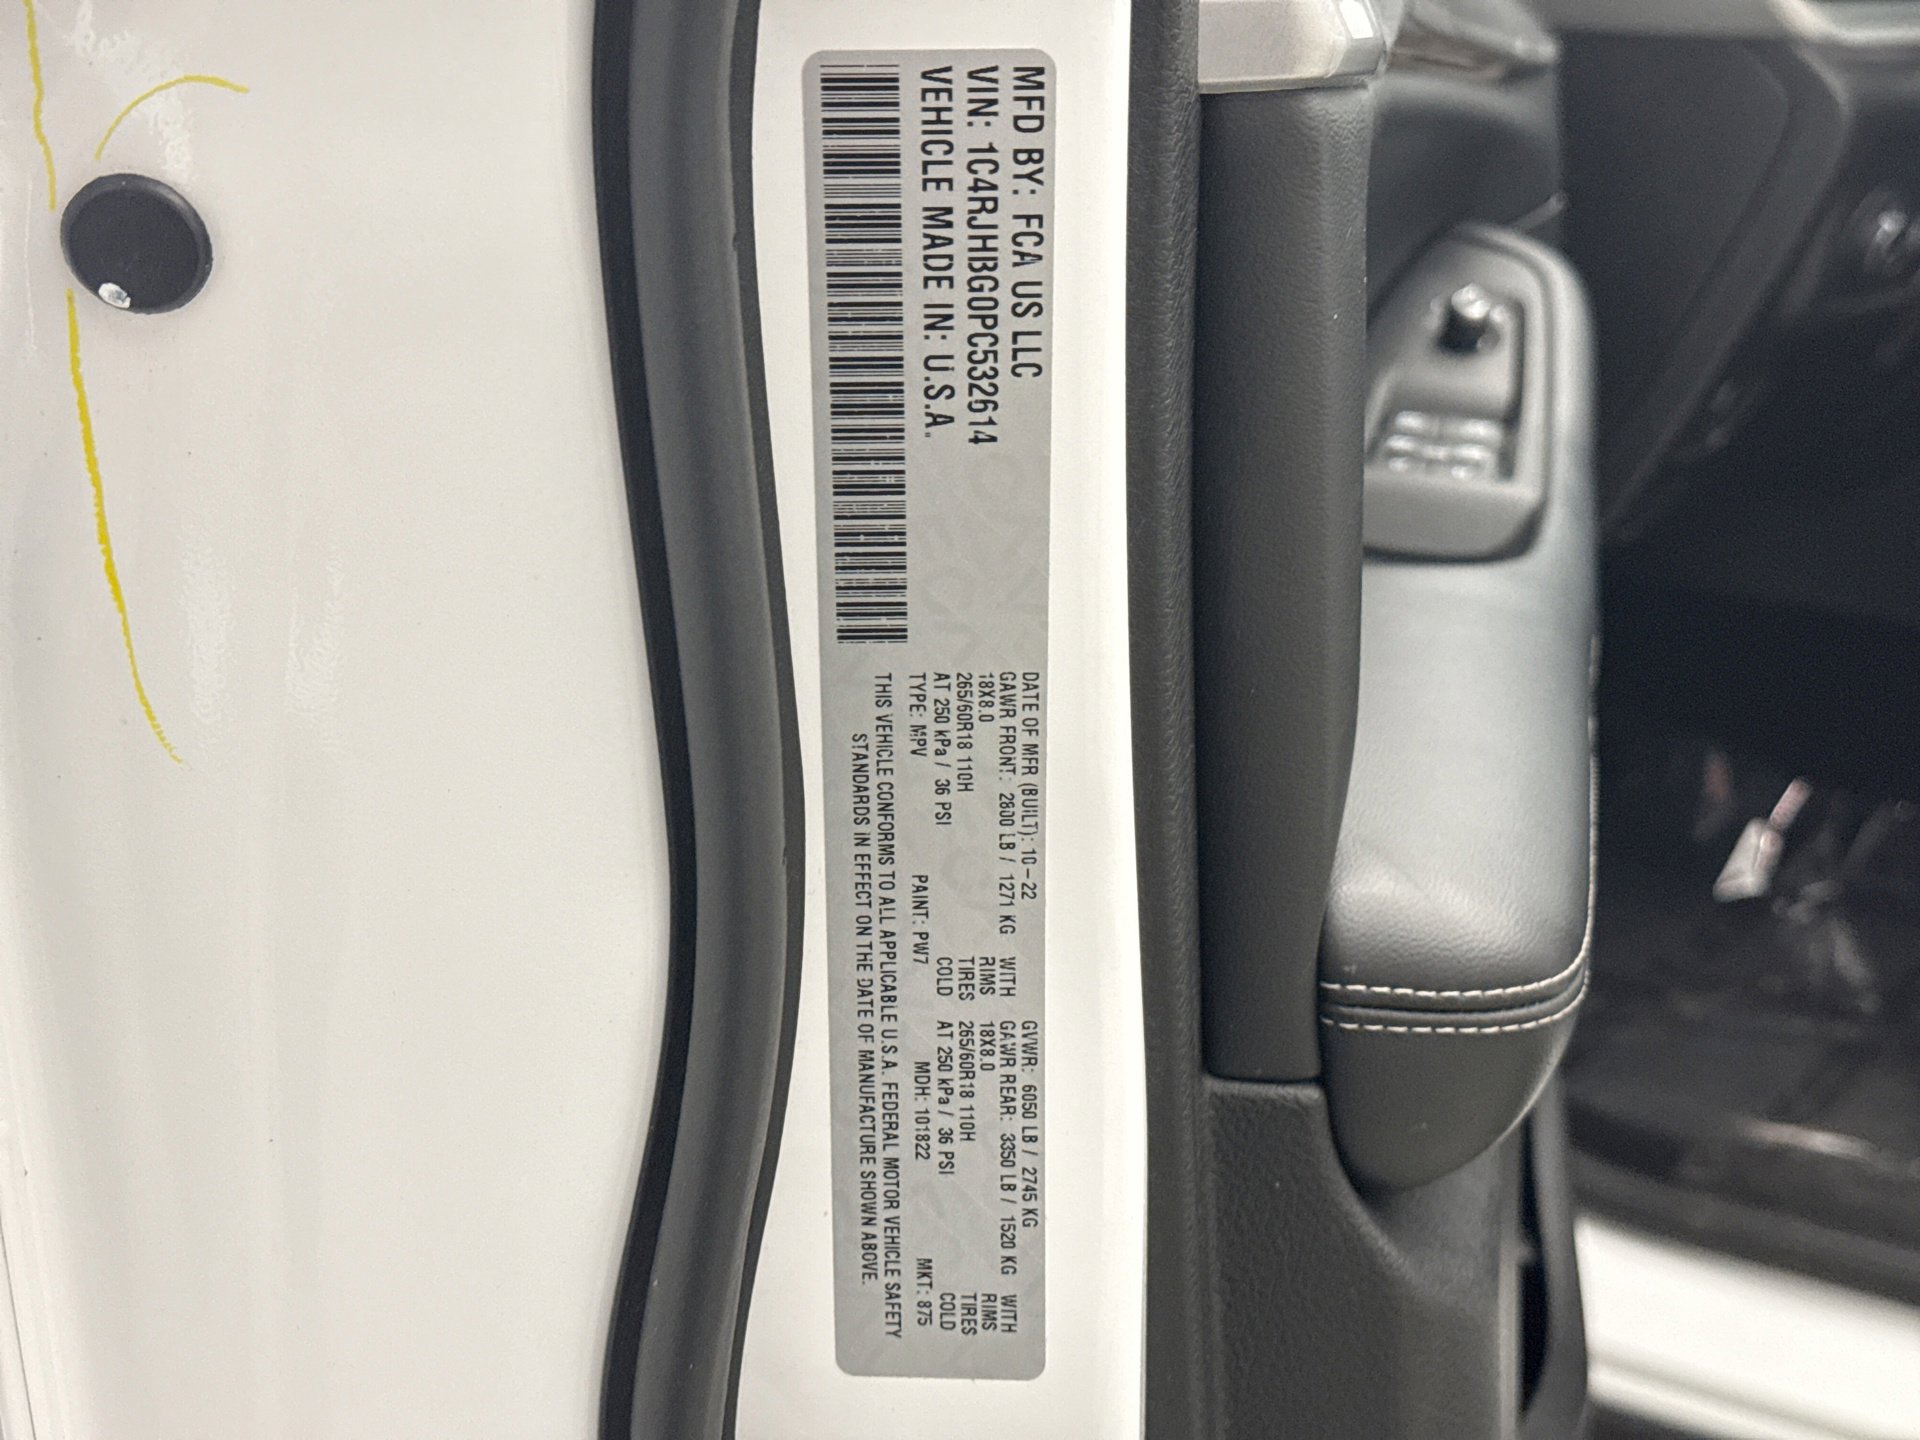 MFD BY: FCA US LLC
VIN: 1C4RJHBG0PC532614
VEHICLE MADE IN: U.S.A.
DATE OF MFR (BUILT): 10-22 GVWR: 6050 LB / 2745 KG
GAWR FRONT: 2800 LB / 1271 KG WITH GAWR REAR: 3350 LB / 1520 KG WITH
18X8.0 RIMS 18X8.0 RIMS
265/60R18 110H TIRES 265/60R18 110H TIRES
AT 250 kPa / 36 PSI COLD AT 250 kPa / 36 PSI COLD
TYPE: MPV PAINT: PW7 MDH: 101822 MKT: 875
THIS VEHICLE CONFORMS TO ALL APPLICABLE U.S.A. FEDERAL MOTOR VEHICLE SAFETY
STANDARDS IN EFFECT ON THE DATE OF MANUFACTURE SHOWN ABOVE.